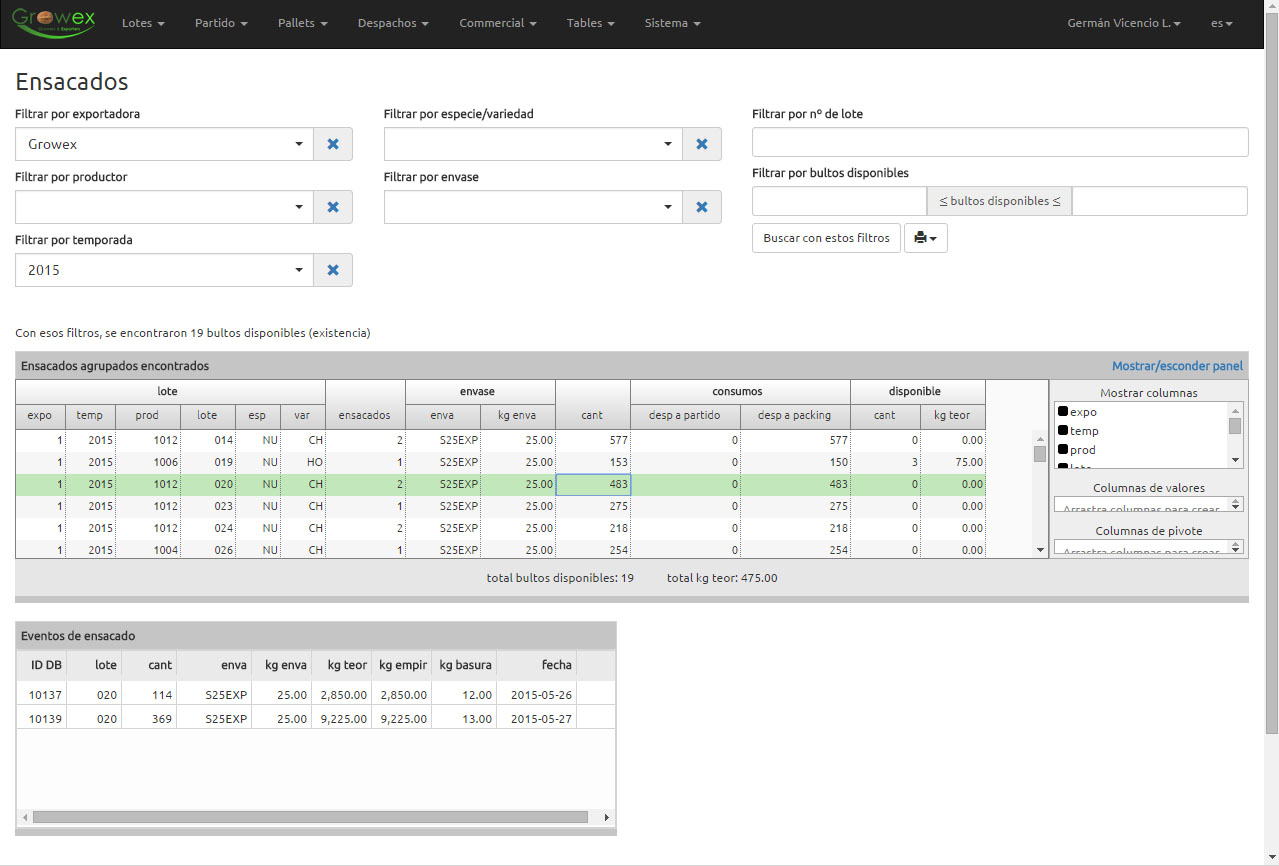 Growex
Lotes Partido Pallets Despachos Commercial Tables Sistema Germán Vicencio L. es
Ensacados
Filtrar por exportadora Filtrar por especie/variedad Filtrar por nº de lote
Growex
Filtrar por productor Filtrar por envase Filtrar por bultos disponibles
≤ bultos disponibles ≤
Filtrar por temporada Buscar con estos filtros
2015
Con esos filtros, se encontraron 19 bultos disponibles (existencia)
Ensacados agrupados encontrados Mostrar/esconder panel
lote envase consumos disponible
expo temp prod lote esp var ensacados enva kg enva cant desp a partido desp a packing cant kg teor
1 2015 1012 014 NU CH 2 S25EXP 25.00 577 0 577 0 0.00
1 2015 1006 019 NU HO 1 S25EXP 25.00 153 0 150 3 75.00
1 2015 1012 020 NU CH 2 S25EXP 25.00 483 0 483 0 0.00
1 2015 1012 023 NU CH 1 S25EXP 25.00 275 0 275 0 0.00
1 2015 1012 024 NU CH 2 S25EXP 25.00 218 0 218 0 0.00
1 2015 1004 026 NU CH 1 S25EXP 25.00 254 0 254 0 0.00
Mostrar columnas
expo
temp
prod
lote
Columnas de valores
Arrastra columnas para crear
Columnas de pivote
Arrastra columnas para crear
total bultos disponibles: 19 total kg teor: 475.00
Eventos de ensacado
ID DB lote cant enva kg enva kg teor kg empir kg basura fecha
10137 020 114 S25EXP 25.00 2,850.00 2,850.00 12.00 2015-05-26
10139 020 369 S25EXP 25.00 9,225.00 9,225.00 13.00 2015-05-27